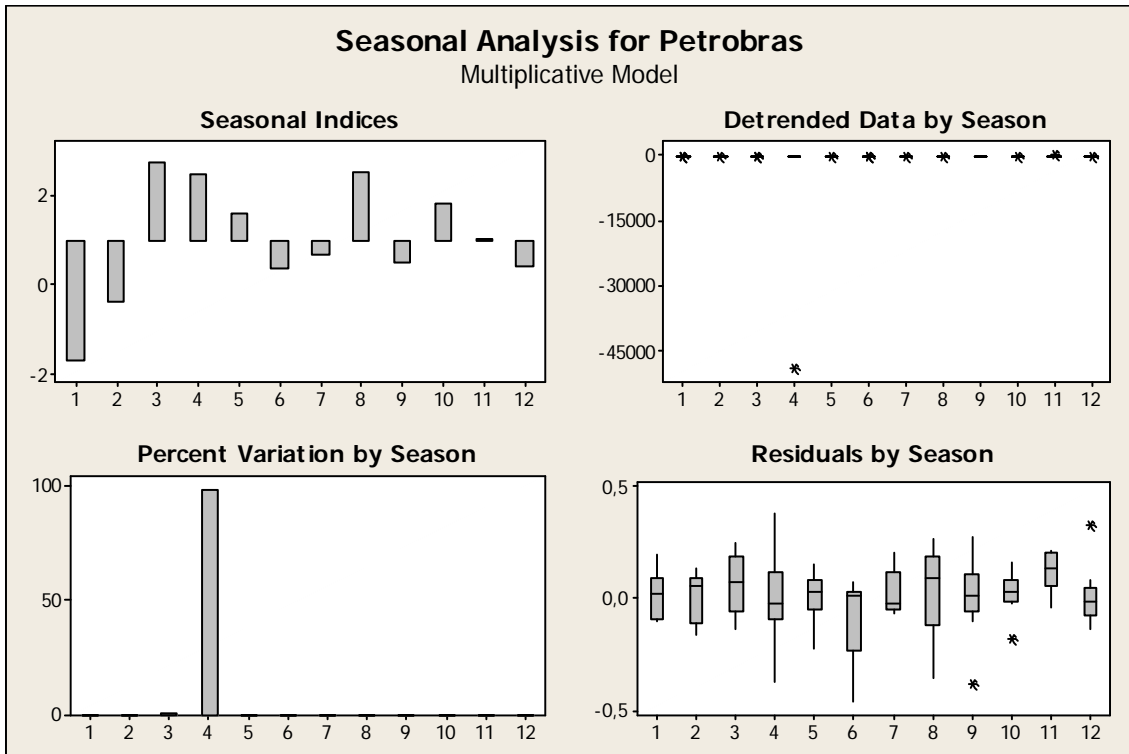 Seasonal Analysis for Petrobras
Multiplicative Model
Seasonal Indices
2
0
-2
1 2 3 4 5 6 7 8 9 10 11 12
Detrended Data by Season
0
-15000
-30000
-45000
1 2 3 4 5 6 7 8 9 10 11 12
Percent Variation by Season
100
50
0
1 2 3 4 5 6 7 8 9 10 11 12
Residuals by Season
0,5
0,0
-0,5
1 2 3 4 5 6 7 8 9 10 11 12